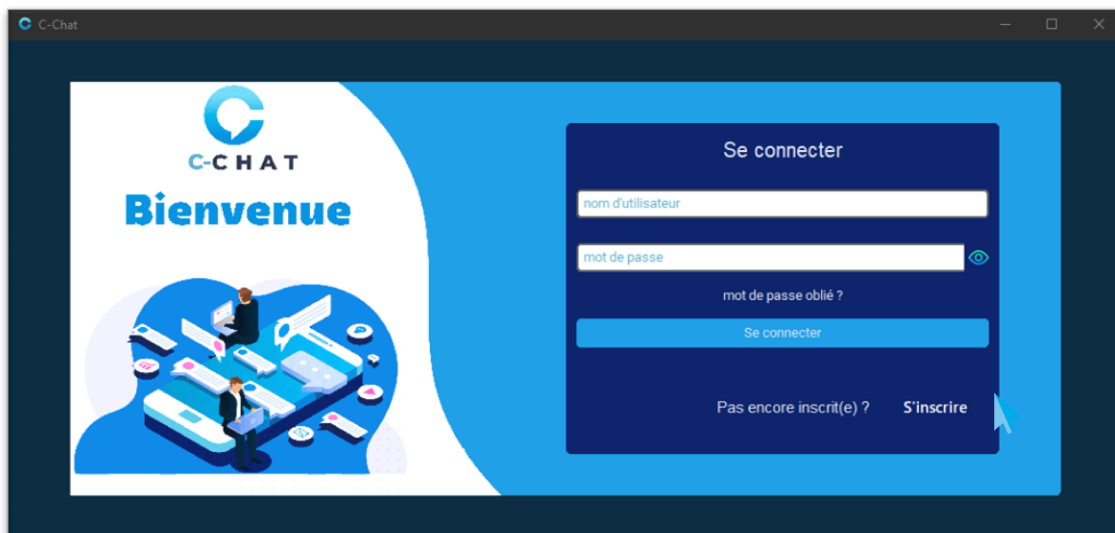 C-Chat
C-CHAT
Bienvenue
Se connecter
nom d'utilisateur
mot de passe
mot de passe oblié ?
Se connecter
Pas encore inscrit(e) ? S'inscrire